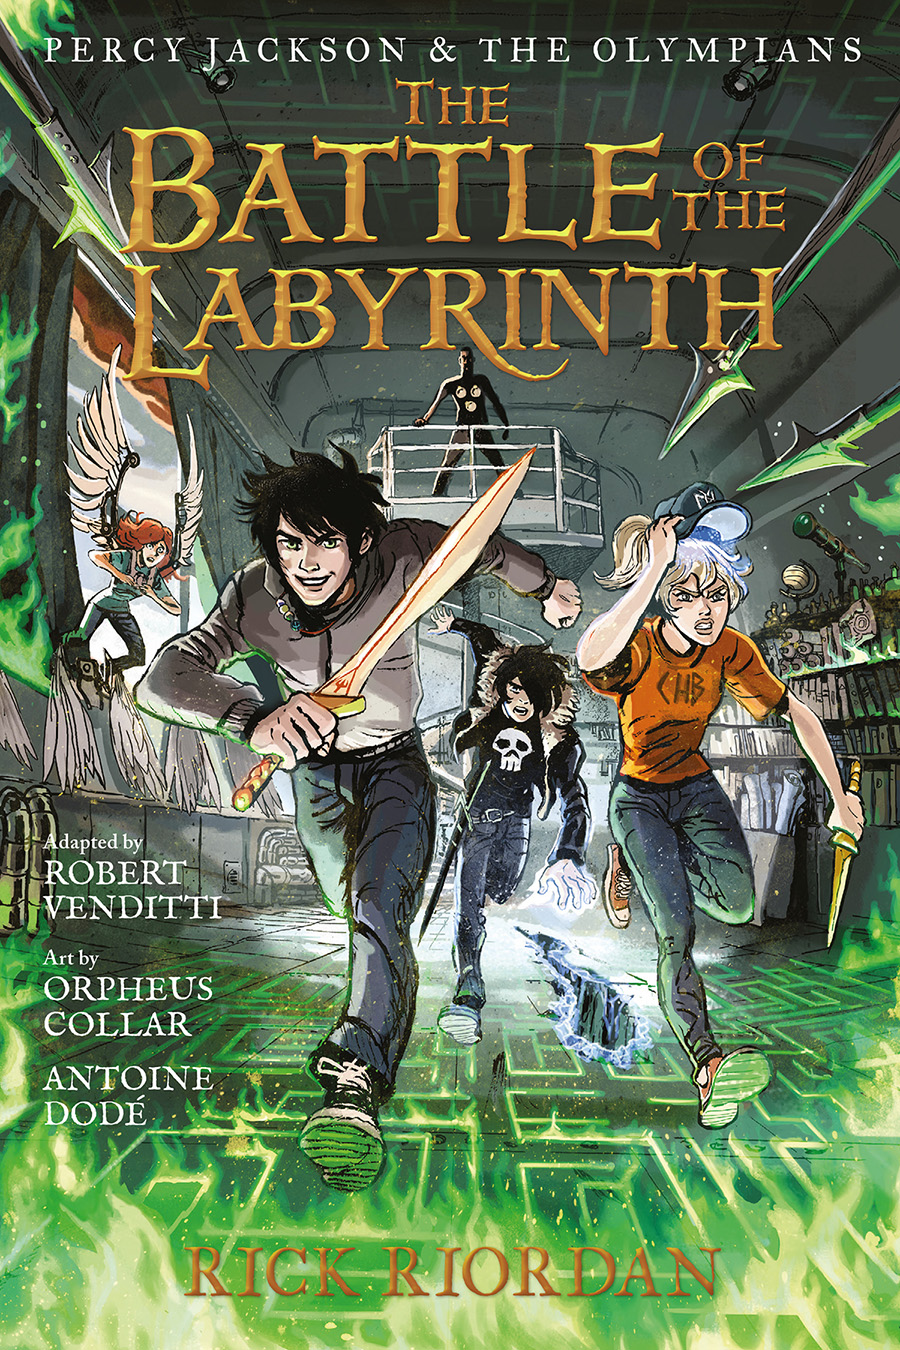 PERCY JACKSON & THE OLYMPIANS
THE
BATTLE OF THE
LABYRINTH
CHB
Adapted by
ROBERT
VENDITTI
Art by
ORPHEUS
COLLAR
ANTOINE
DODÉ
RICK RIORDAN